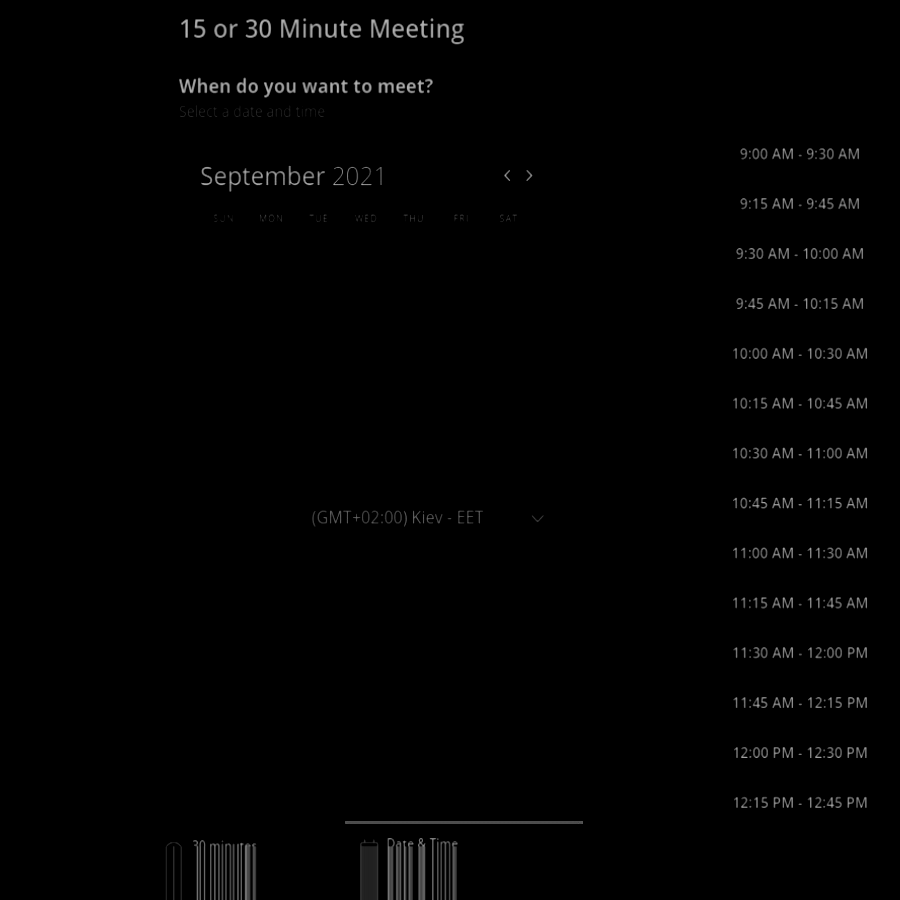 15 or 30 Minute Meeting
When do you want to meet?
Select a date and time
September 2021
SUN MON TUE WED THU FRI SAT
(GMT+02:00) Kiev - EET
9:00 AM - 9:30 AM
9:15 AM - 9:45 AM
9:30 AM - 10:00 AM
9:45 AM - 10:15 AM
10:00 AM - 10:30 AM
10:15 AM - 10:45 AM
10:30 AM - 11:00 AM
10:45 AM - 11:15 AM
11:00 AM - 11:30 AM
11:15 AM - 11:45 AM
11:30 AM - 12:00 PM
11:45 AM - 12:15 PM
12:00 PM - 12:30 PM
12:15 PM - 12:45 PM
30 minutes
Date & Time